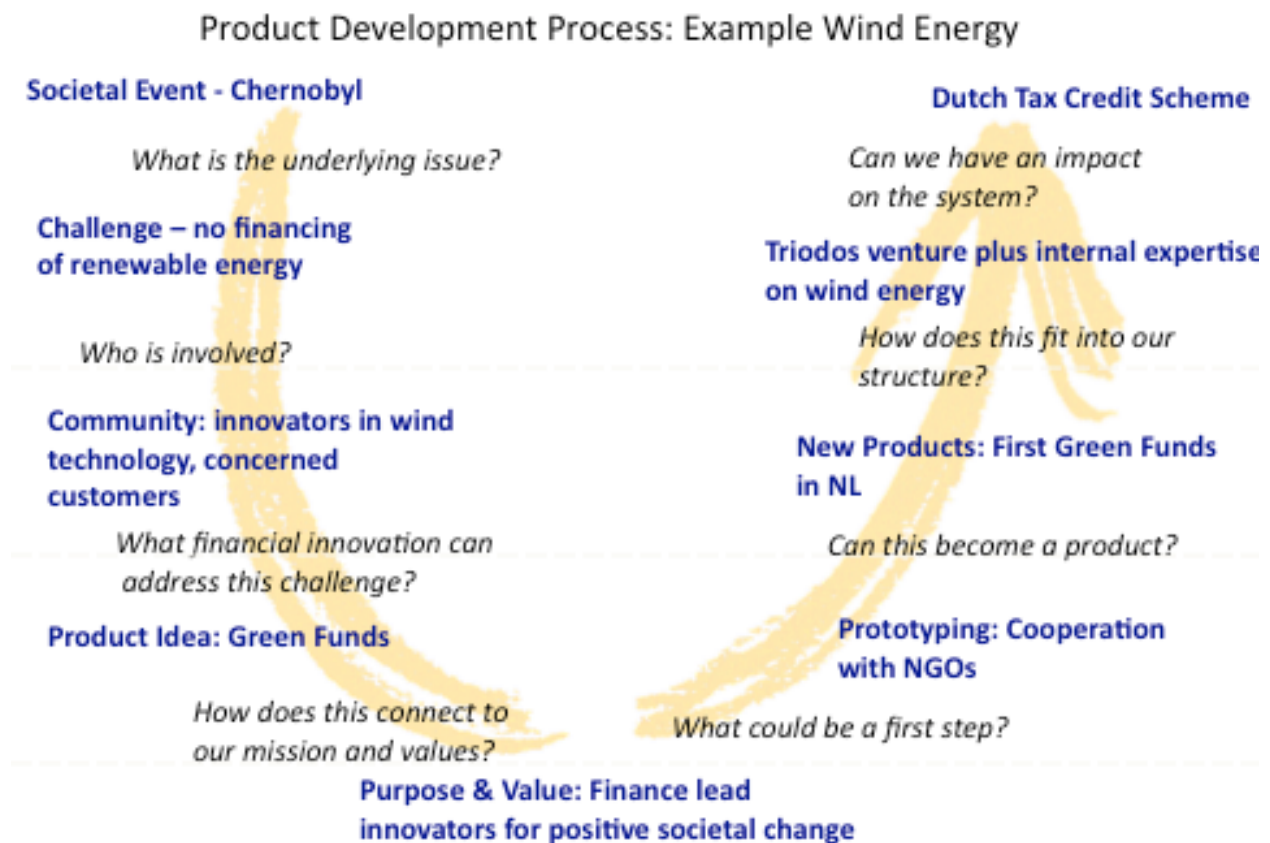 Product Development Process: Example Wind Energy
Societal Event - Chernobyl
What is the underlying issue?
Challenge – no financing
of renewable energy
Who is involved?
Community: innovators in wind
technology, concerned
customers
What financial innovation can
address this challenge?
Product Idea: Green Funds
How does this connect to
our mission and values?
Purpose & Value: Finance lead
innovators for positive societal change
What could be a first step?
Prototyping: Cooperation
with NGOs
Can this become a product?
New Products: First Green Funds
in NL
How does this fit into our
structure?
Triodos venture plus internal expertise
on wind energy
Can we have an impact
on the system?
Dutch Tax Credit Scheme